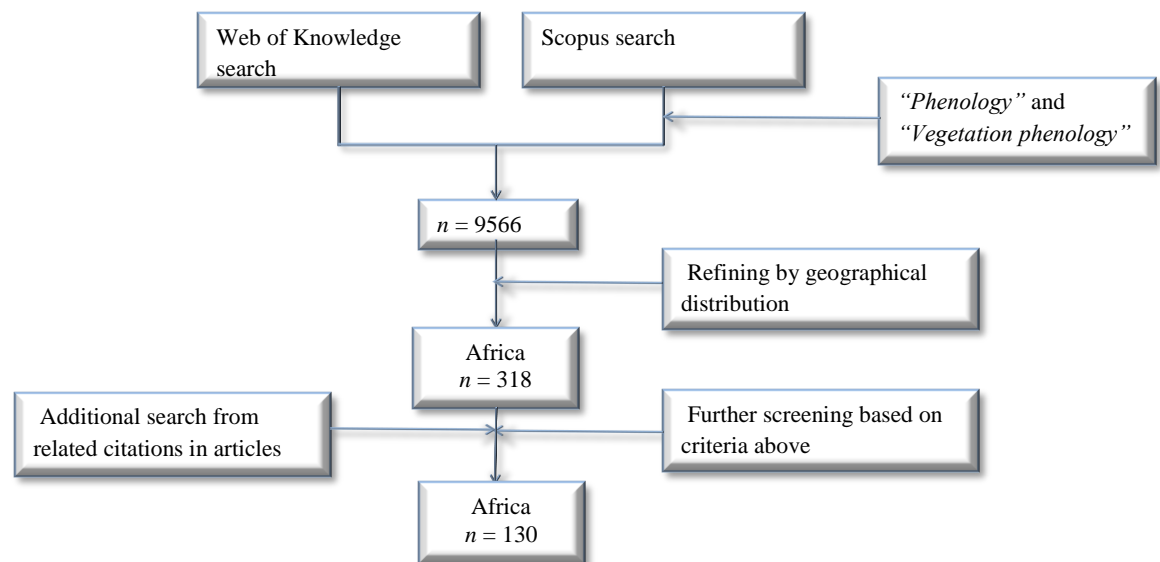 Web of Knowledge
search
Scopus search
“Phenology” and
“Vegetation phenology”
n = 9566
Refining by geographical
distribution
Africa
n = 318
Additional search from
related citations in articles
Further screening based on
criteria above
Africa
n = 130